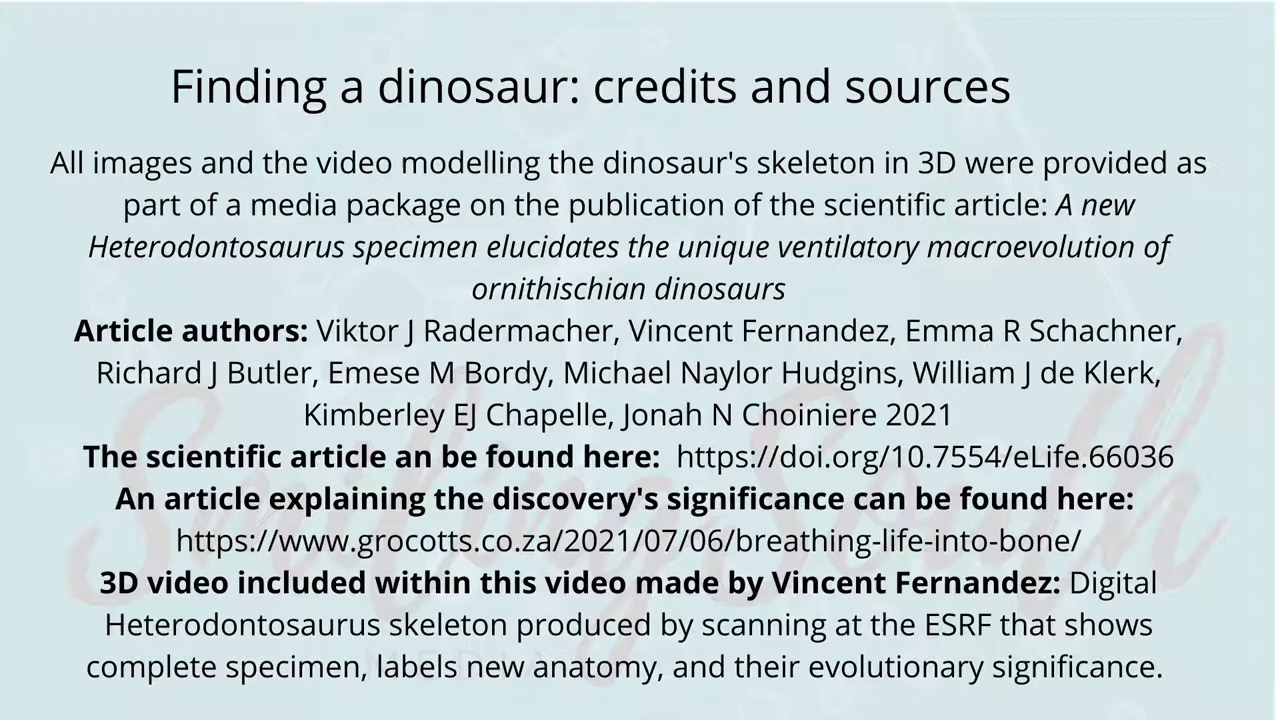 Finding a dinosaur: credits and sources
All images and the video modelling the dinosaur's skeleton in 3D were provided as
part of a media package on the publication of the scientific article: A new
Heterodontosaurus specimen elucidates the unique ventilatory macroevolution of
ornithischian dinosaurs
Article authors: Viktor J Radermacher, Vincent Fernandez, Emma R Schachner,
Richard J Butler, Emese M Bordy, Michael Naylor Hudgins, William J de Klerk,
Kimberley EJ Chapelle, Jonah N Choiniere 2021
The scientific article an be found here: https://doi.org/10.7554/eLife.66036
An article explaining the discovery's significance can be found here:
https://www.grocotts.co.za/2021/07/06/breathing-life-into-bone/
3D video included within this video made by Vincent Fernandez: Digital
Heterodontosaurus skeleton produced by scanning at the ESRF that shows
complete specimen, labels new anatomy, and their evolutionary significance.
Smiling South
MEDIA